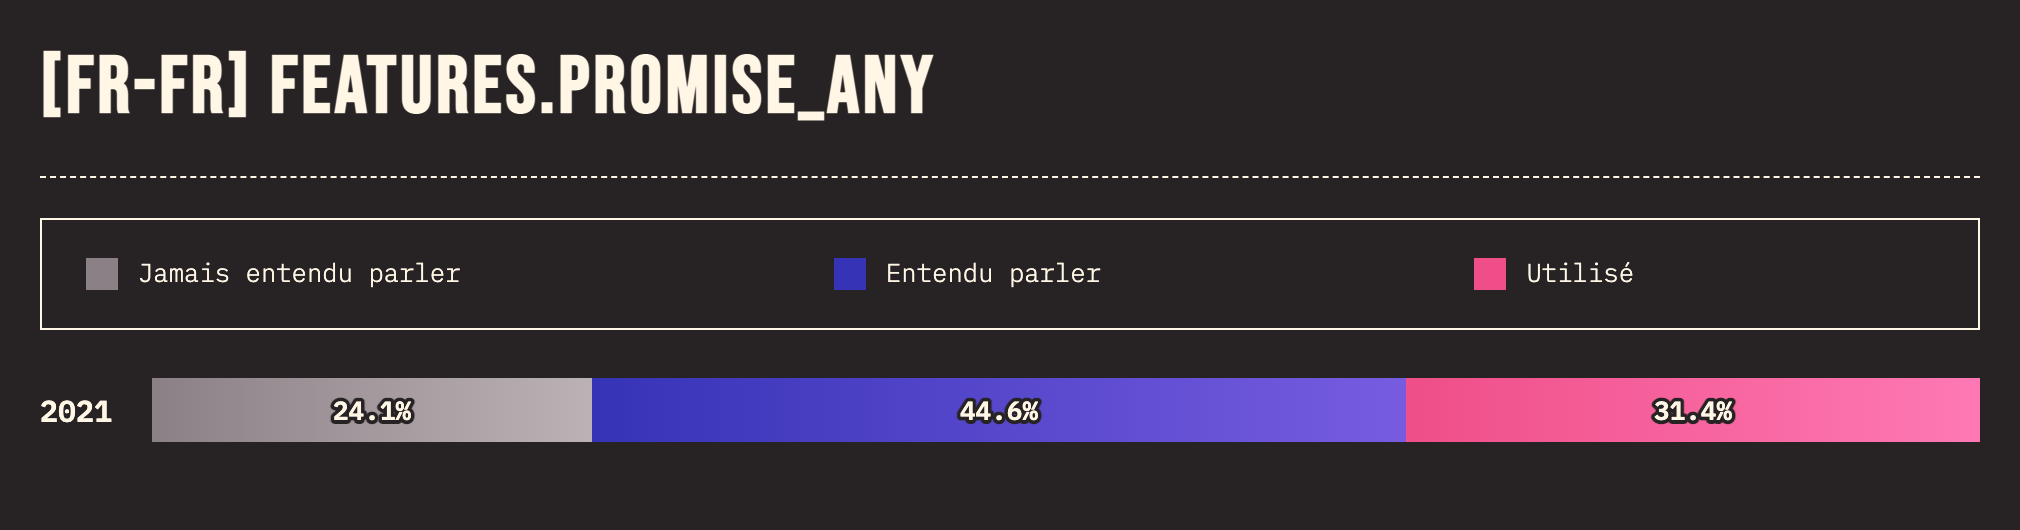 [FR-FR] FEATURES.PROMISE_ANY
Jamais entendu parler
Entendu parler
Utilisé
2021
24.1%
44.6%
31.4%